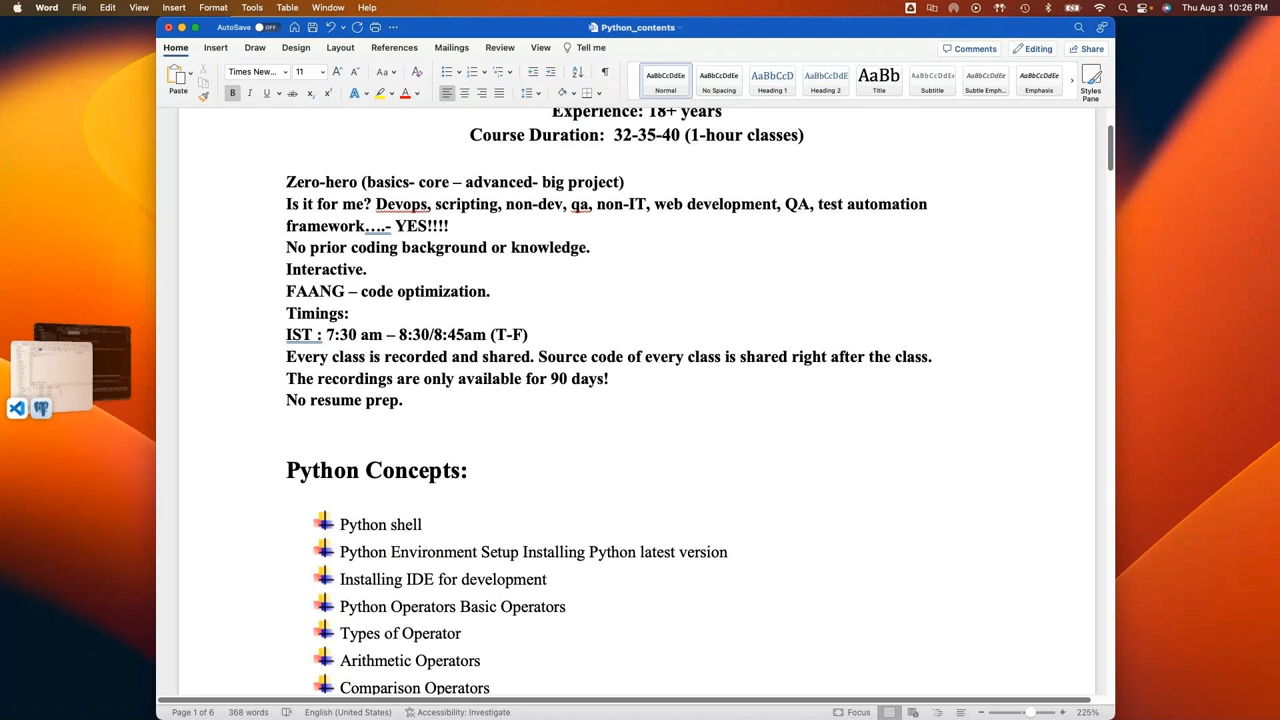 Word File Edit View Insert Format Tools Table Window Help Thu Aug 3 10:26 PM
AutoSave OFF Python_contents
Home Insert Draw Design Layout References Mailings Review View Tell me Comments Editing Share
Paste Times New... 11 AaBbCcDdEe AaBbCcDdEe AaBbCcD AaBbCcDdE AaBb AaBbCcDdEe AaBbCcDdEe AaBbCcDdEe
Normal No Spacing Heading 1 Heading 2 Title Subtitle Subtle Emph... Emphasis Styles Pane
Experience: 18+ years
Course Duration: 32-35-40 (1-hour classes)
Zero-hero (basics- core – advanced- big project)
Is it for me? Devops, scripting, non-dev, qa, non-IT, web development, QA, test automation
framework….- YES!!!!
No prior coding background or knowledge.
Interactive.
FAANG – code optimization.
Timings:
IST : 7:30 am – 8:30/8:45am (T-F)
Every class is recorded and shared. Source code of every class is shared right after the class.
The recordings are only available for 90 days!
No resume prep.
Python Concepts:
Python shell
Python Environment Setup Installing Python latest version
Installing IDE for development
Python Operators Basic Operators
Types of Operator
Arithmetic Operators
Comparison Operators
Page 1 of 6 368 words English (United States) Accessibility: Investigate Focus 225%